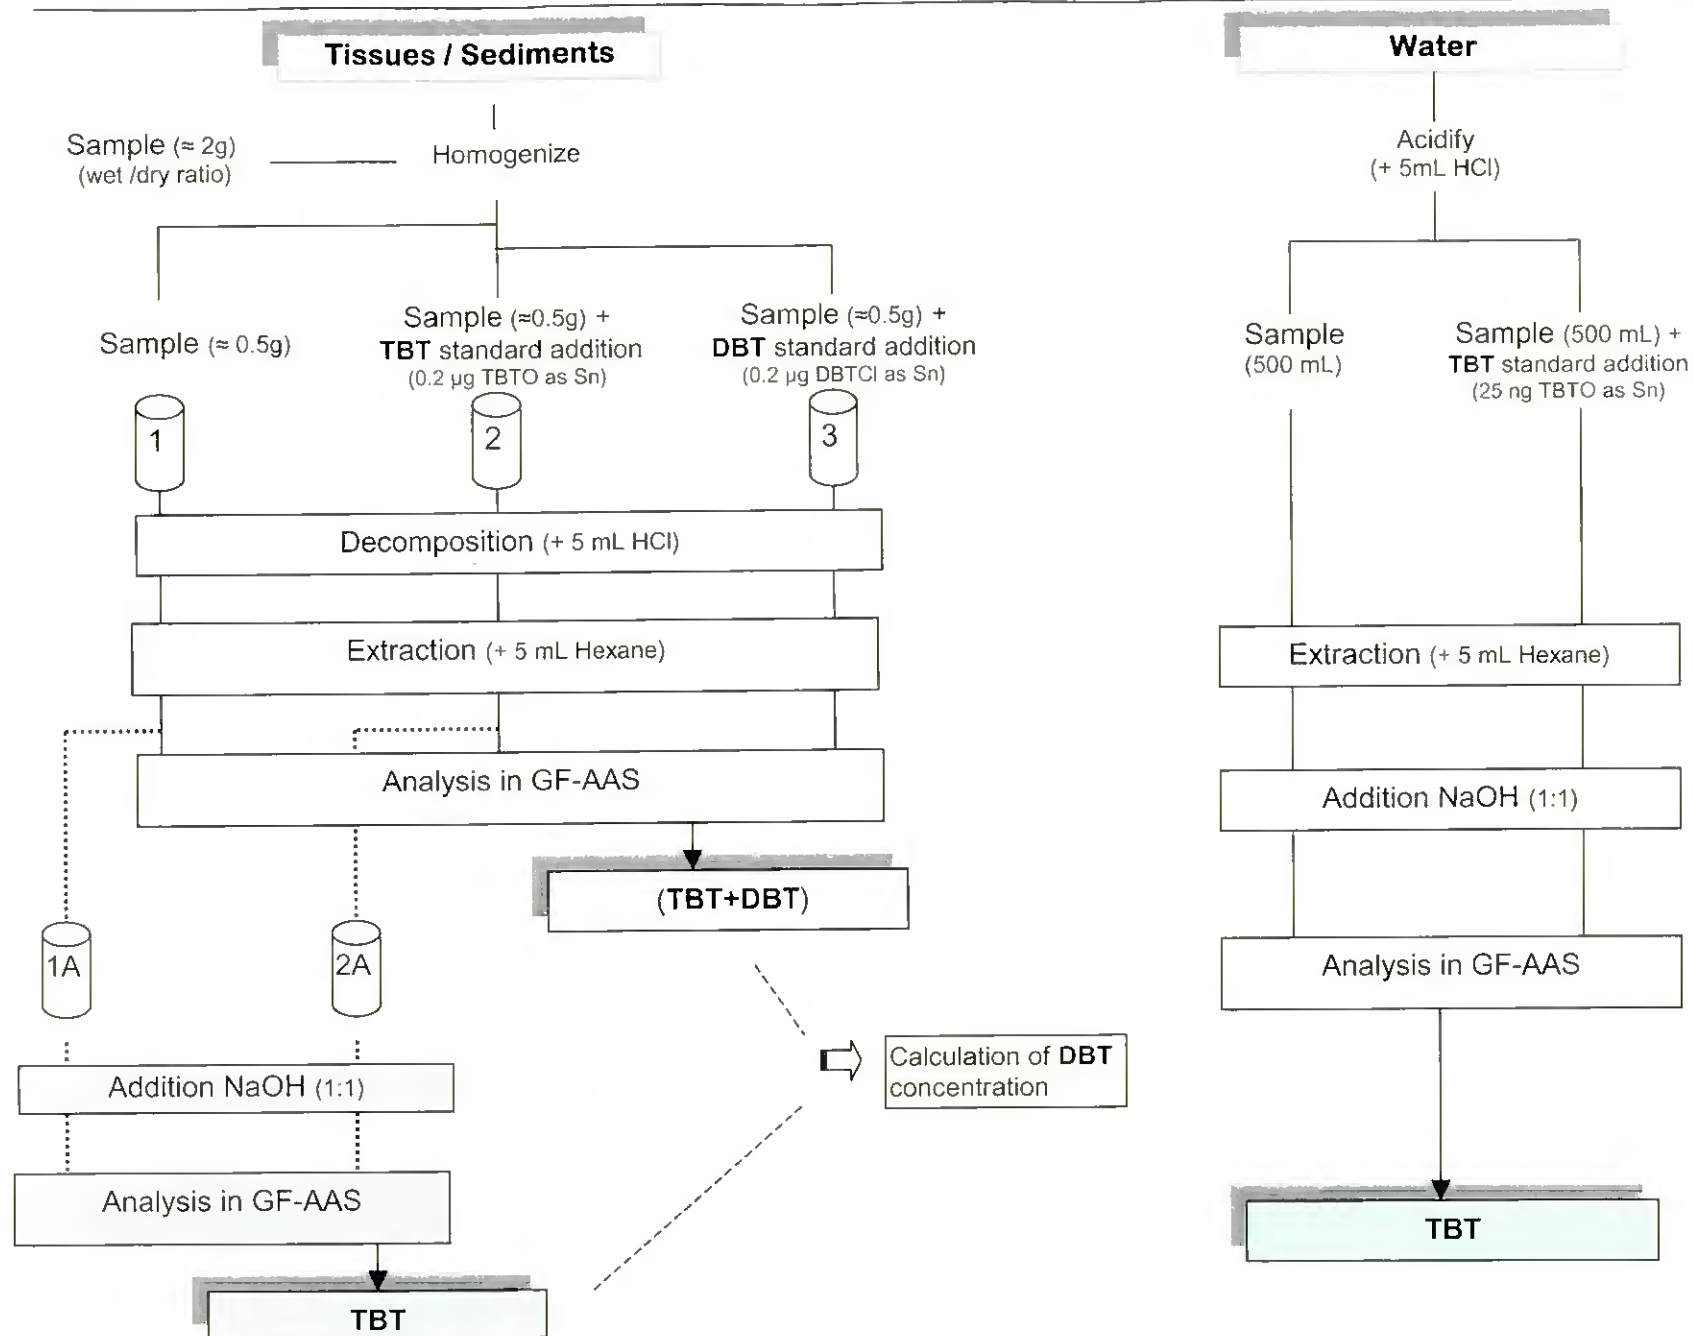 Tissues / Sediments
Sample (≈ 2g)
(wet /dry ratio)
Homogenize
Sample (≈ 0.5g)
Sample (≈0.5g) +
TBT standard addition
(0.2 µg TBTO as Sn)
Sample (≈0.5g) +
DBT standard addition
(0.2 µg DBTCl as Sn)
1
2
3
Decomposition (+ 5 mL HCl)
Extraction (+ 5 mL Hexane)
Analysis in GF-AAS
(TBT+DBT)
1A
2A
Addition NaOH (1:1)
Analysis in GF-AAS
TBT
Calculation of DBT
concentration
Water
Acidify
(+ 5mL HCl)
Sample
(500 mL)
Sample (500 mL) +
TBT standard addition
(25 ng TBTO as Sn)
Extraction (+ 5 mL Hexane)
Addition NaOH (1:1)
Analysis in GF-AAS
TBT